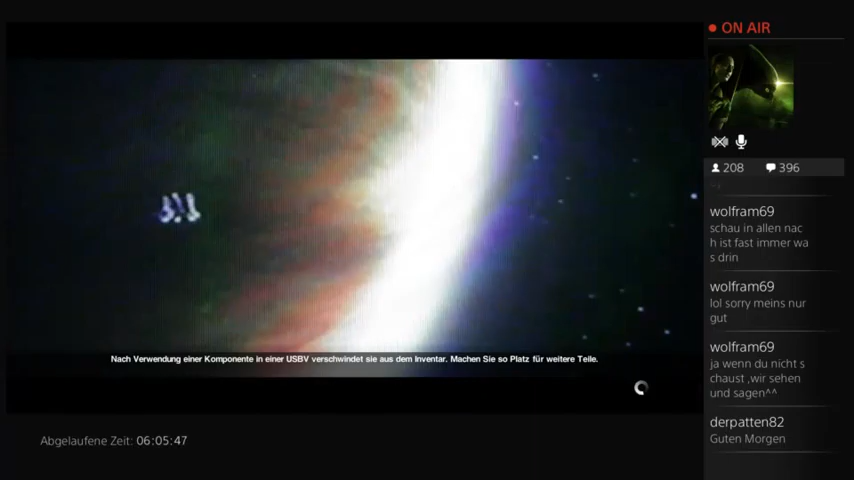 ON AIR
208 396
wolfram69
schau in allen nac
h ist fast immer wa
s drin
wolfram69
lol sorry meins nur
gut
wolfram69
ja wenn du nicht s
chaust ,wir sehen
und sagen^^
derpatten82
Guten Morgen
Nach Verwendung einer Komponente in einer USBV verschwindet sie aus dem Inventar. Machen Sie so Platz für weitere Teile.
Abgelaufene Zeit: 06:05:47